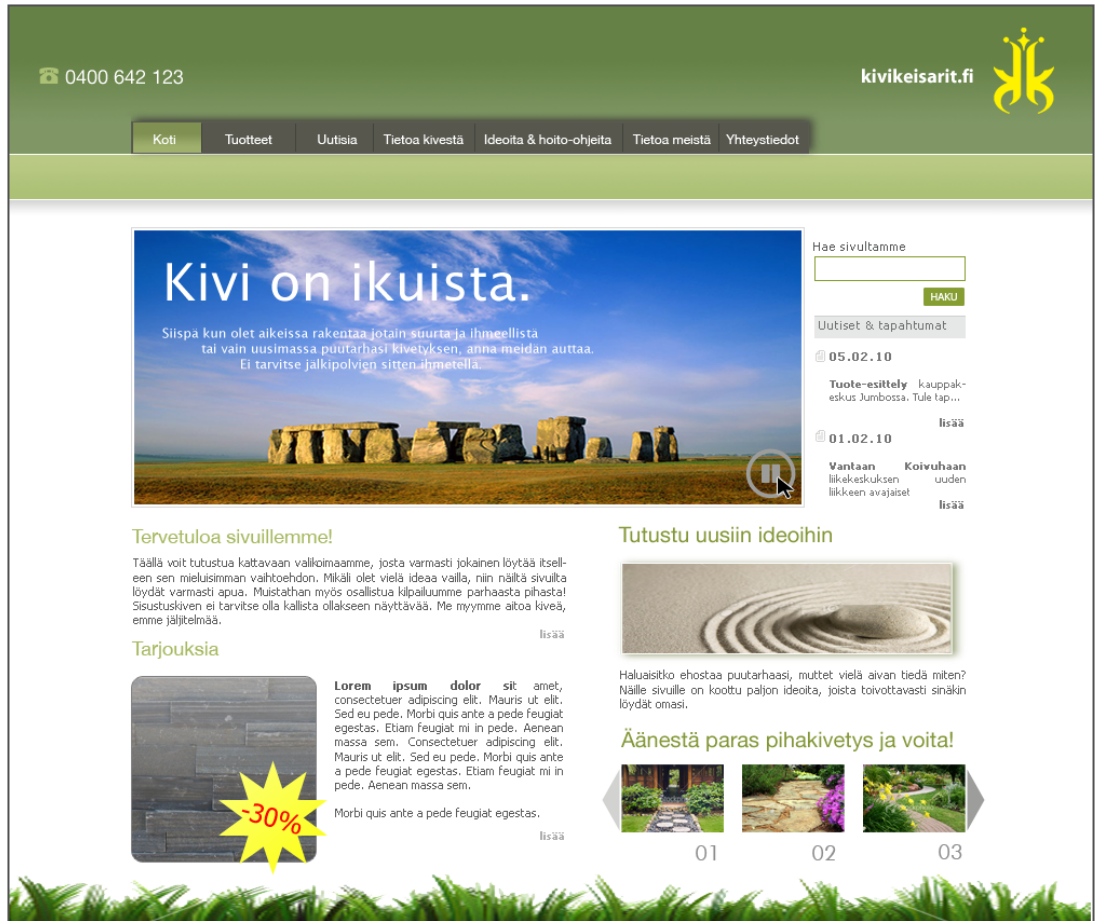 0400 642 123
kivikeisarit.fi
Koti
Tuotteet
Uutisia
Tietoa kivestä
Ideoita & hoito-ohjeita
Tietoa meistä
Yhteystiedot
Kivi on ikuista.
Siispä kun olet aikeissa rakentaa jotain suurta ja ihmeellistä
tai vain uusimassa puutarhasi kivetyksen, anna meidän auttaa.
Ei tarvitse jälkipolvien sitten ihmetellä.
Hae sivultamme
HAKU
Uutiset & tapahtumat
05.02.10
Tuote-esittely kauppak-
eskus Jumbossa. Tule tap...
lisää
01.02.10
Vantaan Koivuhaan
liikekeskuksen uuden
liikkeen avajaiset
lisää
Tervetuloa sivuillemme!
Täällä voit tutustua kattavaan valikoimaamme, josta varmasti jokainen löytää itsell-
een sen mieluisimman vaihtoehdon. Mikäli olet vielä ideaa vailla, niin näiltä sivuilta
löydät varmasti apua. Muistathan myös osallistua kilpailuumme parhaasta pihasta!
Sisustuskiven ei tarvitse olla kallista ollakseen näyttävää. Me myymme aitoa kiveä,
emme jäljitelmää.
lisää
Tarjouksia
-30%
Lorem ipsum dolor sit amet,
consectetuer adipiscing elit. Mauris ut elit.
Sed eu pede. Morbi quis ante a pede feugiat
egestas. Etiam feugiat mi in pede. Aenean
massa sem. Consectetuer adipiscing elit.
Mauris ut elit. Sed eu pede. Morbi quis ante
a pede feugiat egestas. Etiam feugiat mi in
pede. Aenean massa sem.
Morbi quis ante a pede feugiat egestas.
lisää
Tutustu uusiin ideoihin
Haluaisitko ehostaa puutarhaasi, muttet vielä aivan tiedä miten?
Näille sivuille on koottu paljon ideoita, joista toivottavasti sinäkin
löydät omasi.
Äänestä paras pihakivetys ja voita!
01
02
03